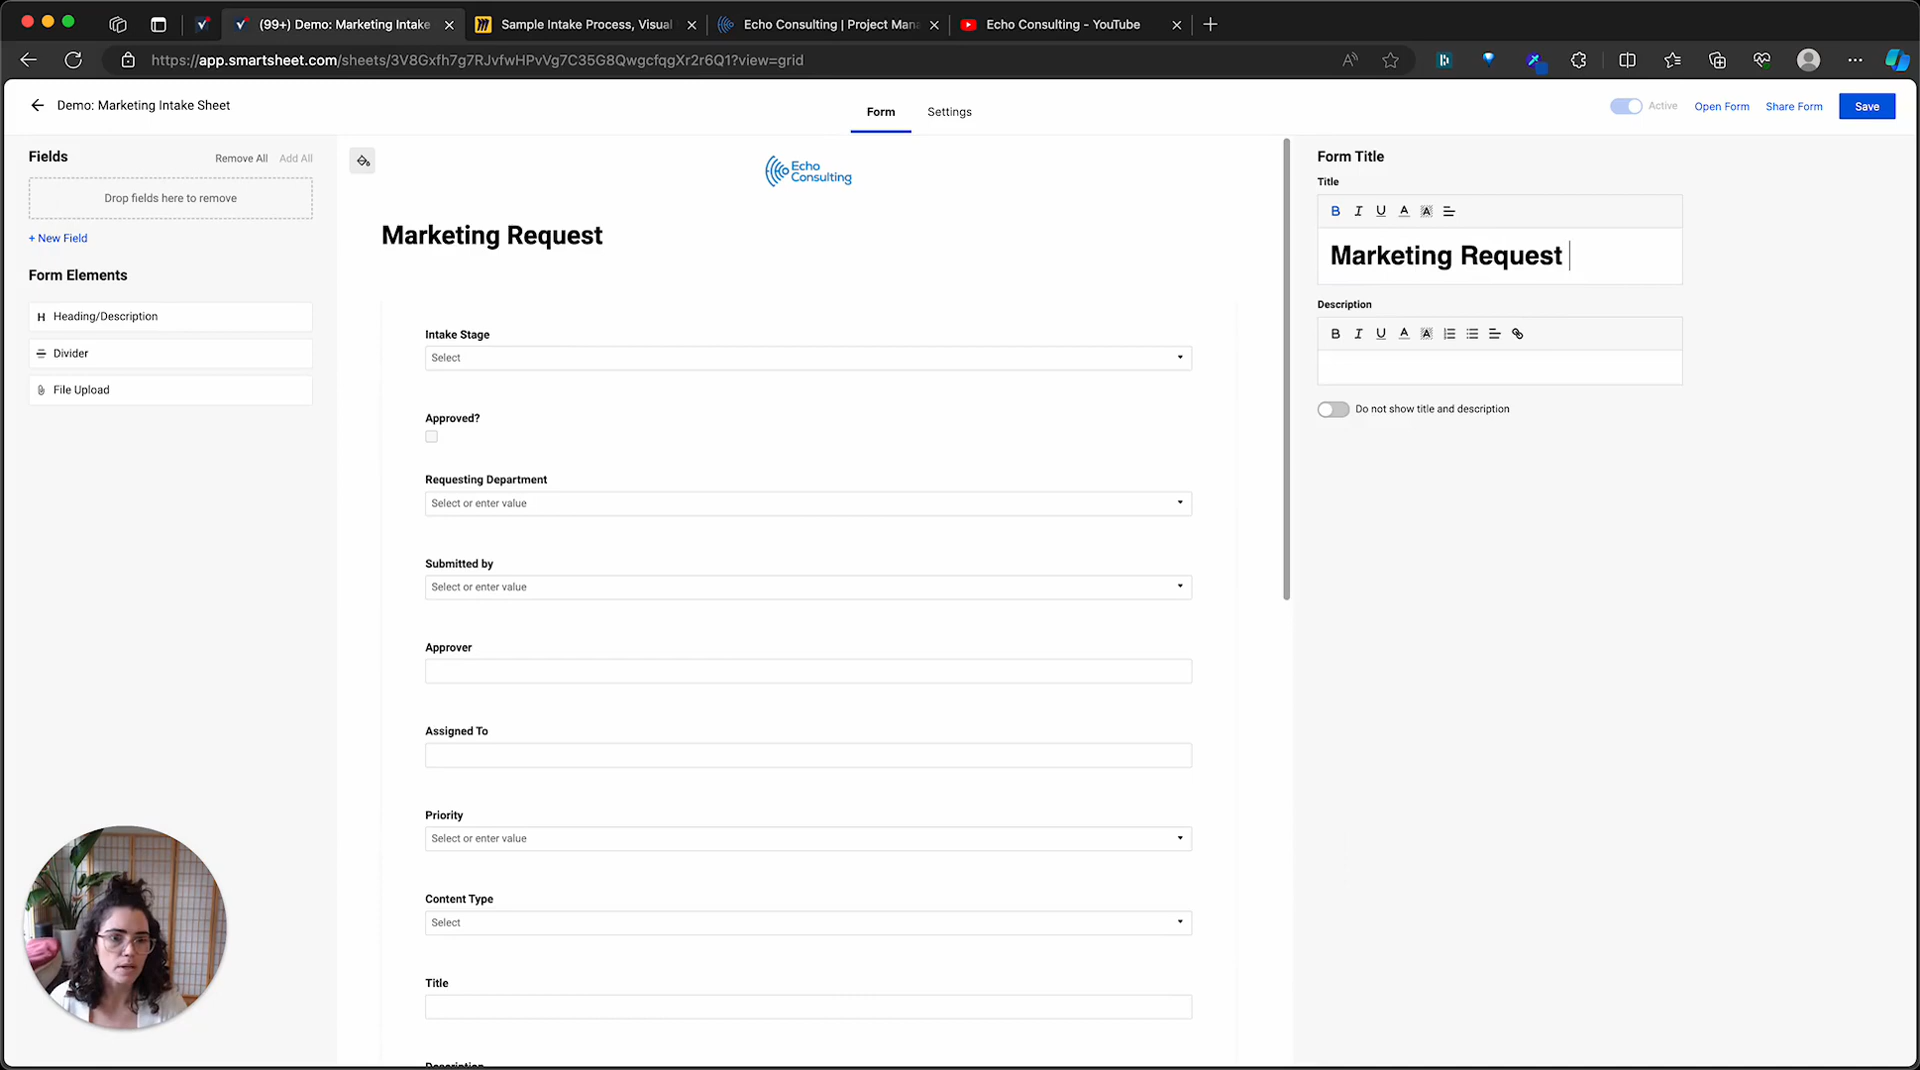 (99+) Demo: Marketing Intake
Sample Intake Process, Visual
Echo Consulting | Project Mana
Echo Consulting - YouTube
https://app.smartsheet.com/sheets/3V8Gxfh7g7RJvfwHPvVg7C35G8QwgcfqgXr2r6Q1?view=grid
Demo: Marketing Intake Sheet
Form
Settings
Active
Open Form
Share Form
Save
Fields
Remove All
Add All
Drop fields here to remove
+ New Field
Form Elements
H Heading/Description
Divider
File Upload
Echo
Consulting
Marketing Request
Intake Stage
Select
Approved?
Requesting Department
Select or enter value
Submitted by
Select or enter value
Approver
Assigned To
Priority
Select or enter value
Content Type
Select
Title
Description
Form Title
Title
B I U A A
Marketing Request
Description
B I U A A
Do not show title and description